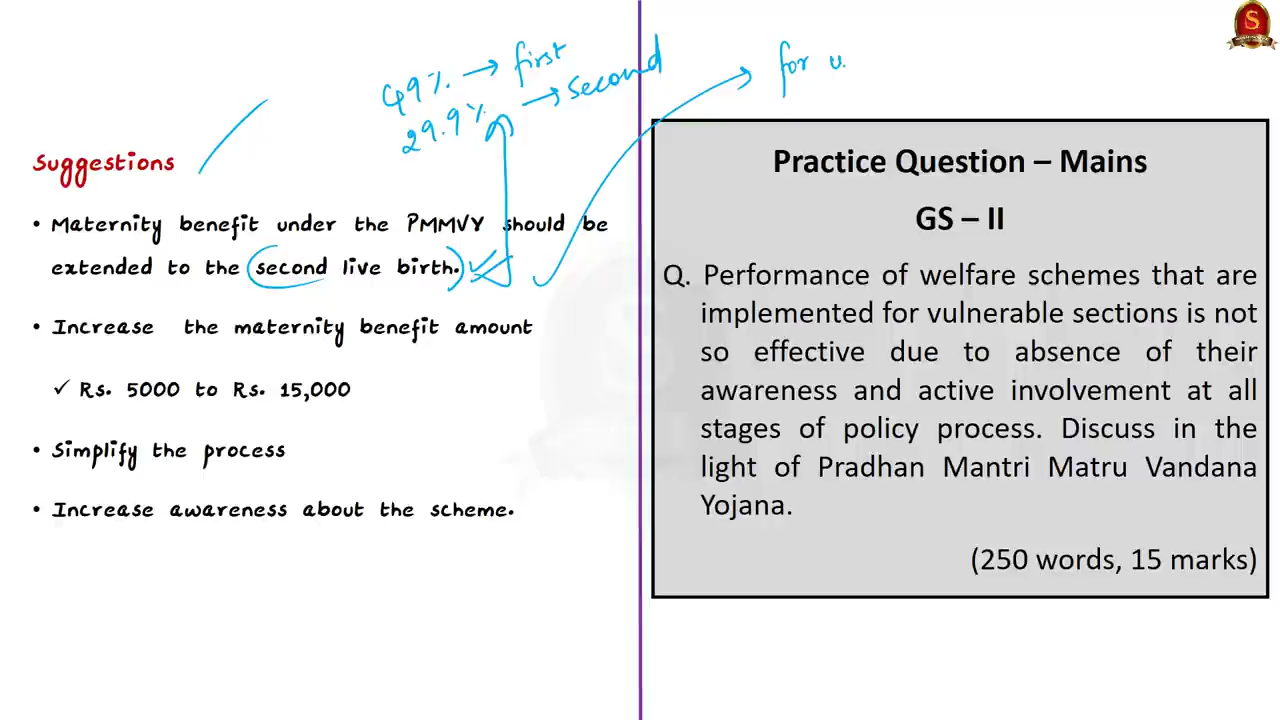 49% → first
29.9% → second
for
Suggestions
• Maternity benefit under the PMMVY should be
extended to the second live birth.
• Increase the maternity benefit amount
✓ Rs. 5000 to Rs. 15,000
• Simplify the process
• Increase awareness about the scheme.
S
Practice Question – Mains
GS – II
Q. Performance of welfare schemes that are
implemented for vulnerable sections is not
so effective due to absence of their
awareness and active involvement at all
stages of policy process. Discuss in the
light of Pradhan Mantri Matru Vandana
Yojana.
(250 words, 15 marks)